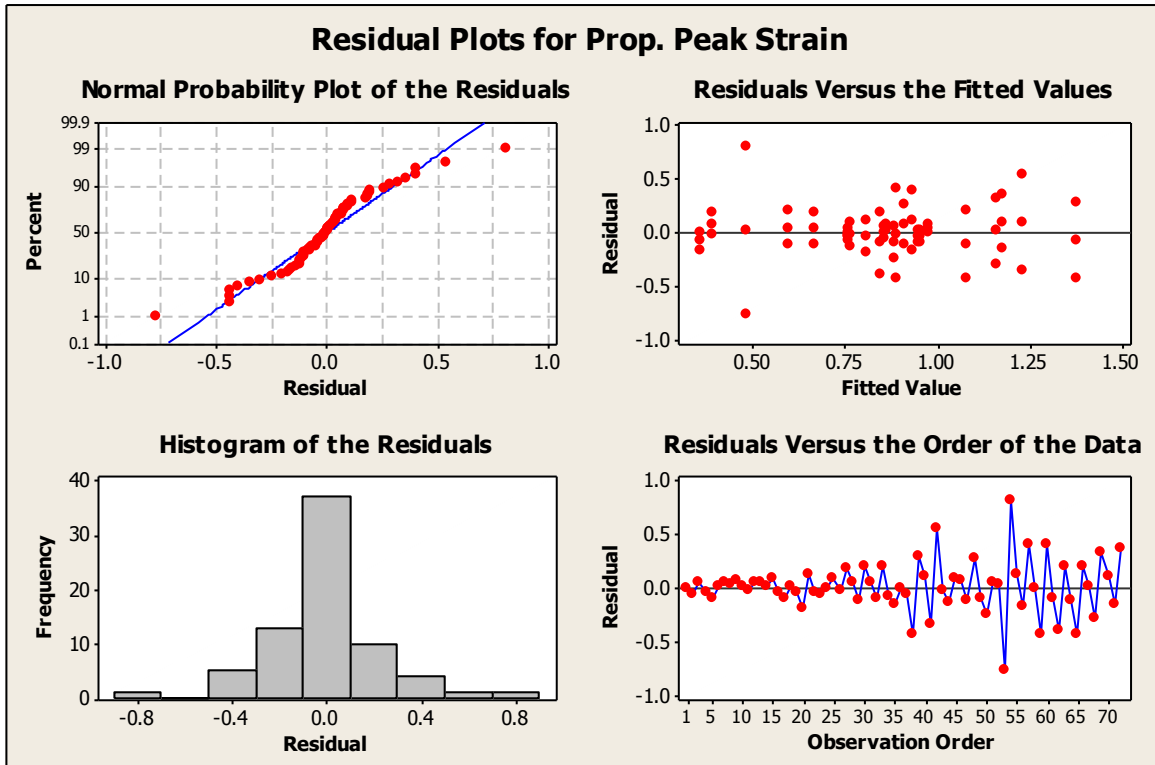 Residual Plots for Prop. Peak Strain
Normal Probability Plot of the Residuals
99.9
99
90
50
10
1
0.1
Percent
-1.0 -0.5 0.0 0.5 1.0
Residual
Residuals Versus the Fitted Values
1.0
0.5
0.0
-0.5
-1.0
Residual
0.50 0.75 1.00 1.25 1.50
Fitted Value
Histogram of the Residuals
40
30
20
10
0
Frequency
-0.8 -0.4 0.0 0.4 0.8
Residual
Residuals Versus the Order of the Data
1.0
0.5
0.0
-0.5
-1.0
Residual
1 5 10 15 20 25 30 35 40 45 50 55 60 65 70
Observation Order